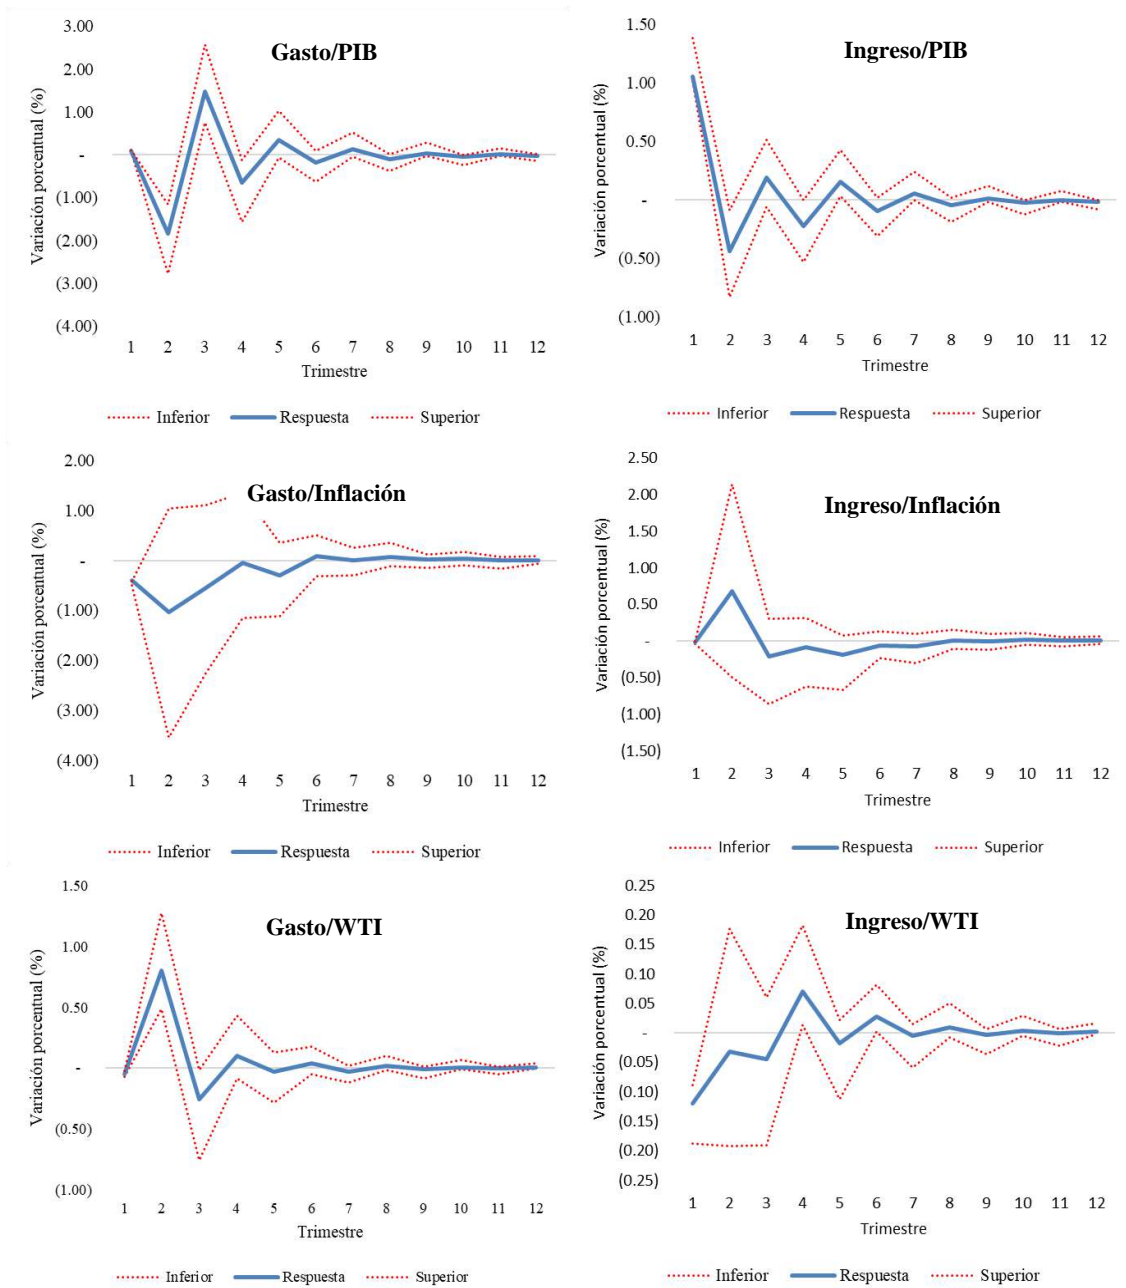 Gasto/PIB
Variación porcentual (%)
3.00
2.00
1.00
-
(1.00)
(2.00)
(3.00)
(4.00)
1 2 3 4 5 6 7 8 9 10 11 12
Trimestre
Inferior Respuesta Superior
Ingreso/PIB
Variación porcentual (%)
1.50
1.00
0.50
-
(0.50)
(1.00)
1 2 3 4 5 6 7 8 9 10 11 12
Trimestre
Inferior Respuesta Superior
Gasto/Inflación
Variación porcentual (%)
2.00
1.00
-
(1.00)
(2.00)
(3.00)
(4.00)
1 2 3 4 5 6 7 8 9 10 11 12
Trimestre
Inferior Respuesta Superior
Ingreso/Inflación
Variación porcentual (%)
2.50
2.00
1.50
1.00
0.50
-
(0.50)
(1.00)
(1.50)
1 2 3 4 5 6 7 8 9 10 11 12
Trimestre
Inferior Respuesta Superior
Gasto/WTI
Variación porcentual (%)
1.50
1.00
0.50
-
(0.50)
(1.00)
1 2 3 4 5 6 7 8 9 10 11 12
Trimestre
Inferior Respuesta Superior
Ingreso/WTI
Variación porcentual (%)
0.25
0.20
0.15
0.10
0.05
-
(0.05)
(0.10)
(0.15)
(0.20)
(0.25)
1 2 3 4 5 6 7 8 9 10 11 12
Trimestre
Inferior Respuesta Superior